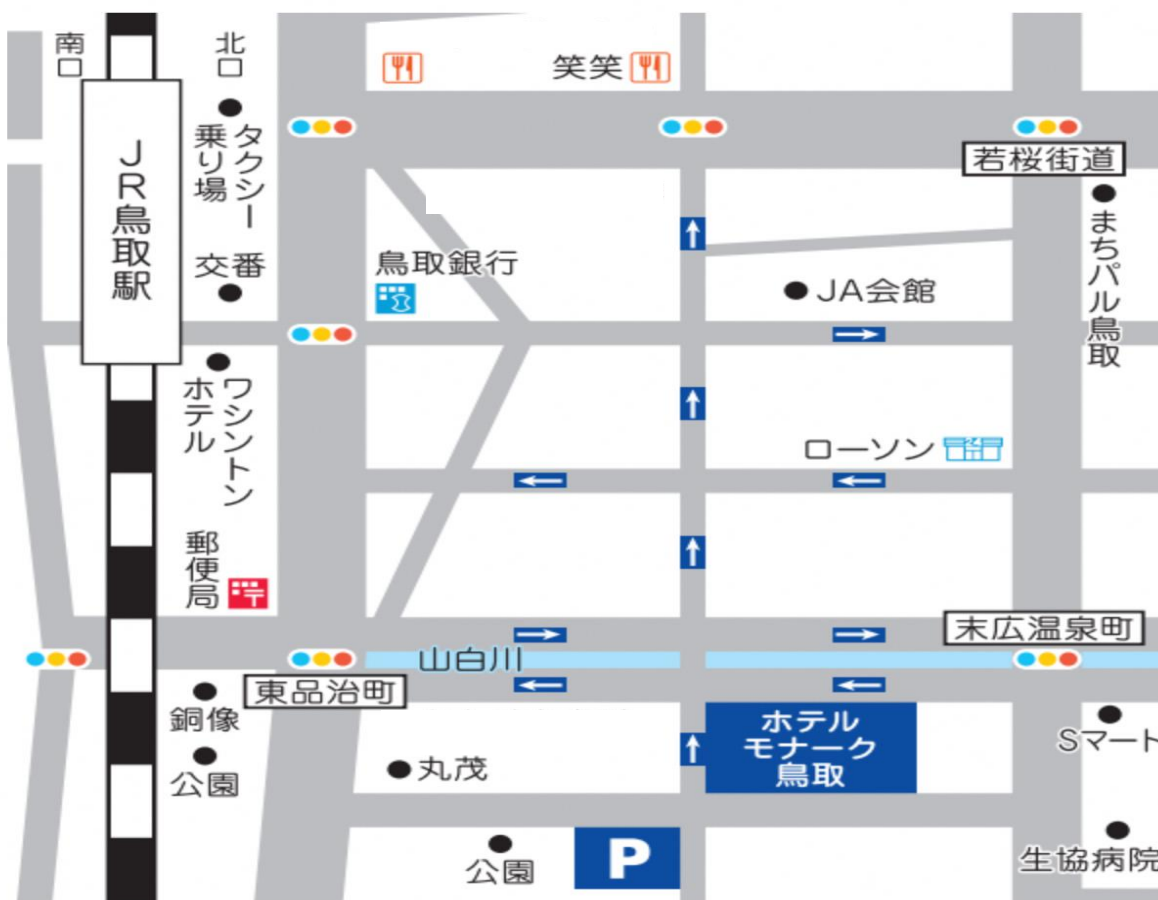 南口
北口
笑笑
タクシー
乗り場
若桜街道
JR鳥取駅
まちパル鳥取
交番
鳥取銀行
JA会館
ワシントン
ホテル
ローソン
24
郵便局
末広温泉町
山白川
東品治町
銅像
ホテル
モナーク
鳥取
Sマート
公園
丸茂
公園
P
生協病院